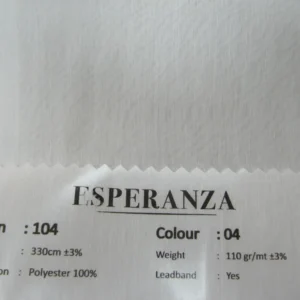 ESPERANZA
n : 104 Colour : 04
: 330cm ±3% Weight : 110 gr/mt ±3%
on : Polyester 100% Leadband : Yes